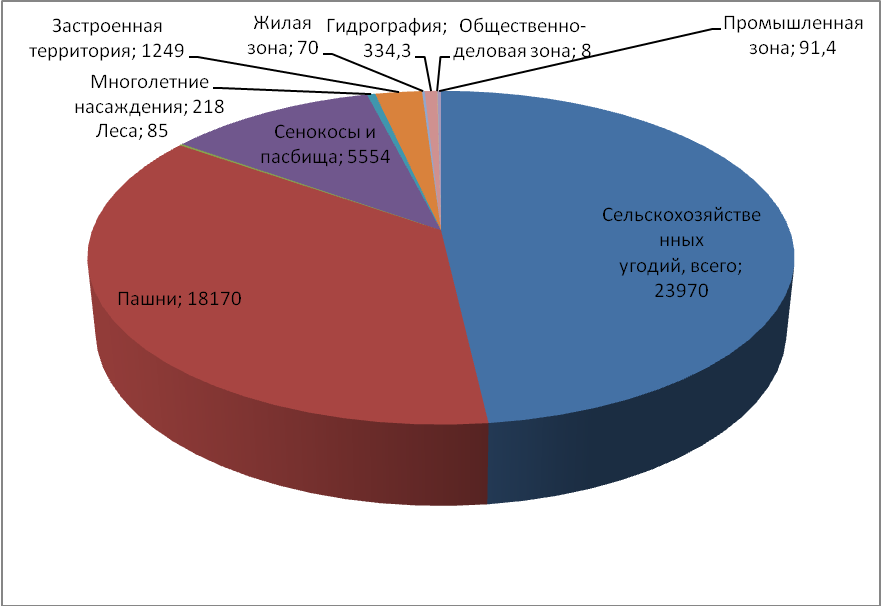 Застроенная
территория; 1249
Жилая
зона; 70
Гидрография;
334,3
Общественно-
деловая зона; 8
Промышленная
зона; 91,4
Многолетние
насаждения; 218
Леса; 85
Сенокосы и
пасбища; 5554
Сельскохозяйстве
нных
угодий, всего;
23970
Пашни; 18170